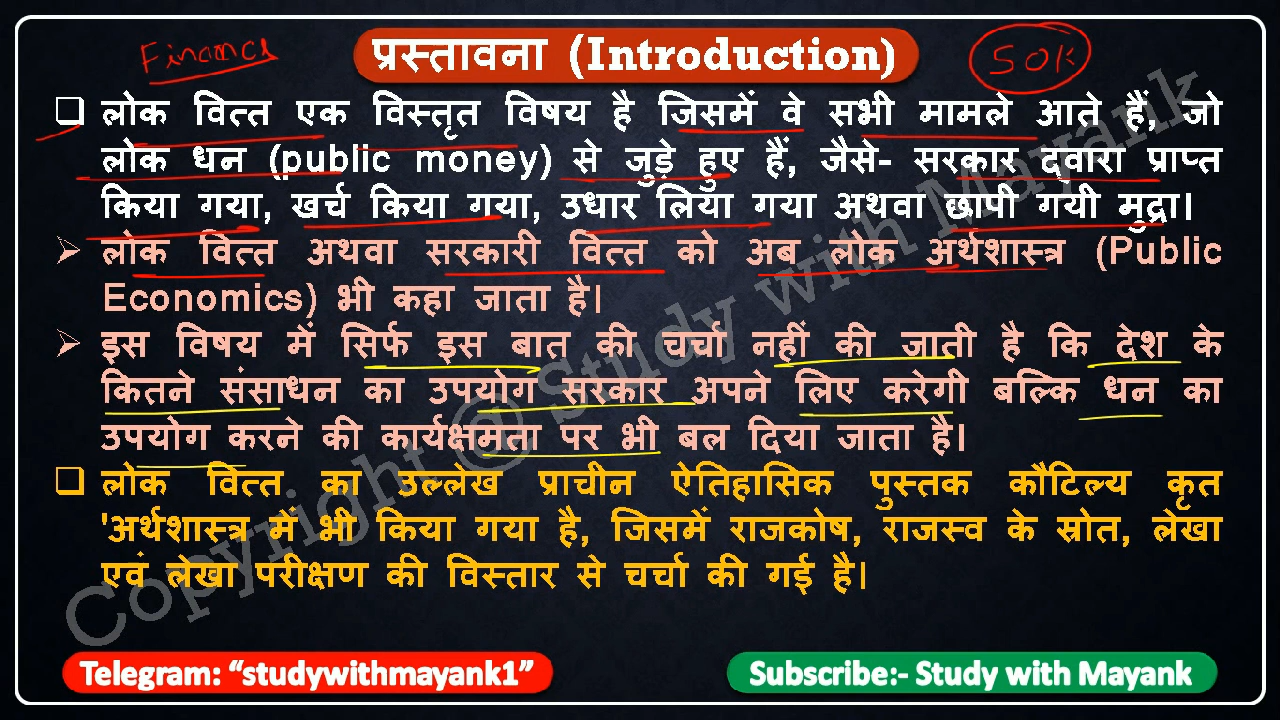 Finance
प्रस्तावना (Introduction)
50K
❑ लोक वित्त एक विस्तृत विषय है जिसमें वे सभी मामले आते हैं, जो
लोक धन (public money) से जुड़े हुए हैं, जैसे- सरकार द्वारा प्राप्त
किया गया, खर्च किया गया, उधार लिया गया अथवा छापी गयी मुद्रा।
➢ लोक वित्त अथवा सरकारी वित्त को अब लोक अर्थशास्त्र (Public
Economics) भी कहा जाता है।
➢ इस विषय में सिर्फ इस बात की चर्चा नहीं की जाती है कि देश के
कितने संसाधन का उपयोग सरकार अपने लिए करेगी बल्कि धन का
उपयोग करने की कार्यक्षमता पर भी बल दिया जाता है।
❑ लोक वित्त का उल्लेख प्राचीन ऐतिहासिक पुस्तक कौटिल्य कृत
'अर्थशास्त्र में भी किया गया है, जिसमें राजकोष, राजस्व के स्रोत, लेखा
एवं लेखा परीक्षण की विस्तार से चर्चा की गई है।
Copyright @ Study with Mayank
Telegram: “studywithmayank1”
Subscribe:- Study with Mayank